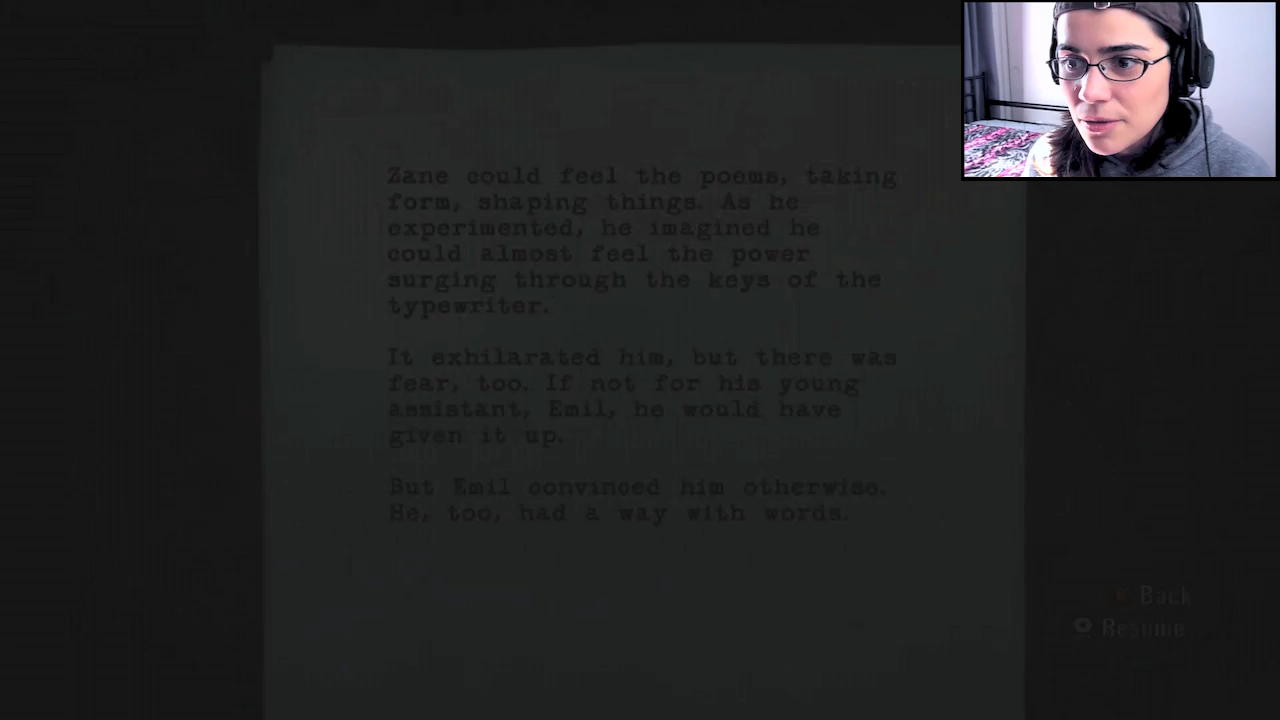 Zane could feel the poems, taking
form, shaping things. As he
experimented, he imagined he
could almost feel the power
surging through the keys of the
typewriter.
It exhilarated him, but there was
fear, too. If not for his young
assistant, Emil, he would have
given it up.
But Emil convinced him otherwise.
He, too, had a way with words.
Back
Resume